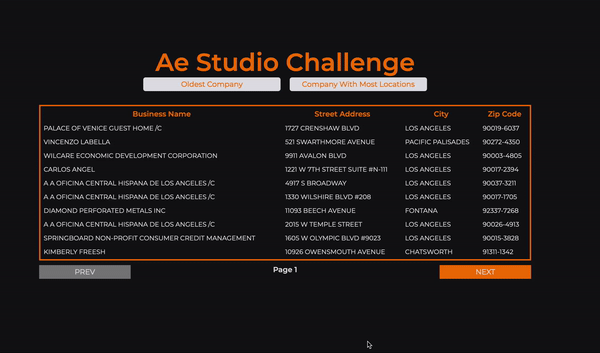 Ae Studio Challenge
Oldest Company Company With Most Locations
Business Name Street Address City Zip Code
PALACE OF VENICE GUEST HOME /C 1727 CRENSHAW BLVD LOS ANGELES 90019-6037
VINCENZO LABELLA 521 SWARTHMORE AVENUE PACIFIC PALISADES 90272-4350
WILCARE ECONOMIC DEVELOPMENT CORPORATION 9911 AVALON BLVD LOS ANGELES 90003-4805
CARLOS ANGEL 1221 W 7TH STREET SUITE #N-111 LOS ANGELES 90017-2394
A A OFICINA CENTRAL HISPANA DE LOS ANGELES /C 4917 S BROADWAY LOS ANGELES 90037-3211
A A OFICINA CENTRAL HISPANA DE LOS ANGELES /C 1330 WILSHIRE BLVD #208 LOS ANGELES 90017-1705
DIAMOND PERFORATED METALS INC 11093 BEECH AVENUE FONTANA 92337-7268
A A OFICINA CENTRAL HISPANA DE LOS ANGELES /C 2015 W TEMPLE STREET LOS ANGELES 90026-4913
SPRINGBOARD NON-PROFIT CONSUMER CREDIT MANAGEMENT 1605 W OLYMPIC BLVD #9023 LOS ANGELES 90015-3828
KIMBERLY FREESH 10926 OWENSMOUTH AVENUE CHATSWORTH 91311-1342
PREV Page 1 NEXT